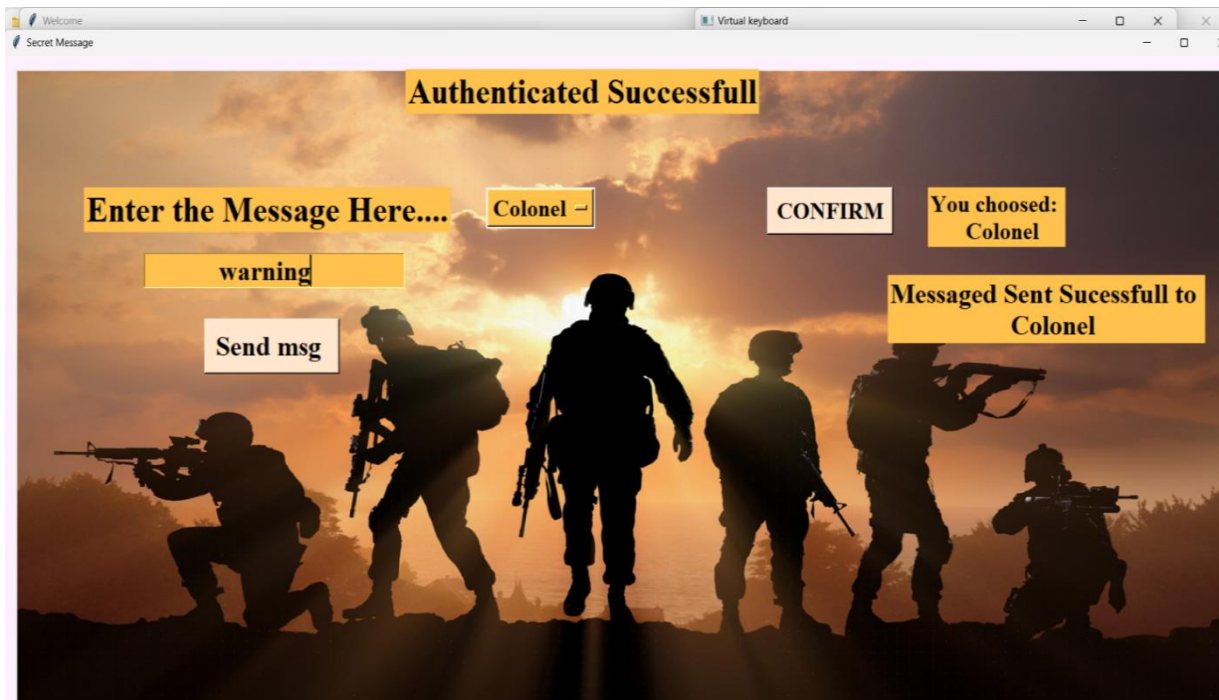 Welcome
Virtual keyboard
Secret Message
Authenticated Successfull
Enter the Message Here....
Colonel
CONFIRM
You choosed:
Colonel
warning
Messaged Sent Sucessfull to
Colonel
Send msg